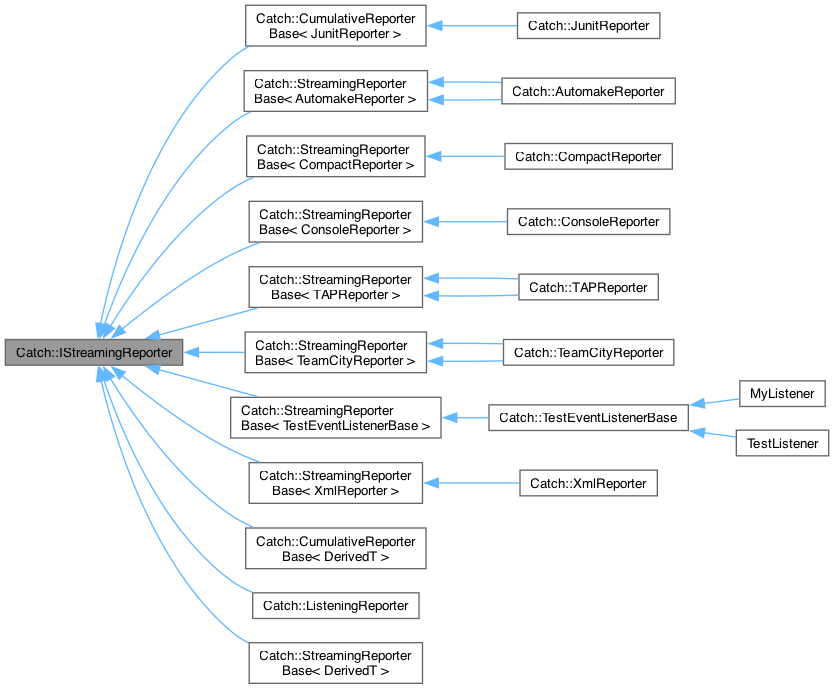 Catch::CumulativeReporter
Base< JunitReporter >
Catch::JunitReporter
Catch::StreamingReporter
Base< AutomakeReporter >
Catch::AutomakeReporter
Catch::StreamingReporter
Base< CompactReporter >
Catch::CompactReporter
Catch::StreamingReporter
Base< ConsoleReporter >
Catch::ConsoleReporter
Catch::StreamingReporter
Base< TAPReporter >
Catch::TAPReporter
Catch::IStreamingReporter
Catch::StreamingReporter
Base< TeamCityReporter >
Catch::TeamCityReporter
Catch::StreamingReporter
Base< TestEventListenerBase >
Catch::TestEventListenerBase
MyListener
TestListener
Catch::StreamingReporter
Base< XmlReporter >
Catch::XmlReporter
Catch::CumulativeReporter
Base< DerivedT >
Catch::ListeningReporter
Catch::StreamingReporter
Base< DerivedT >